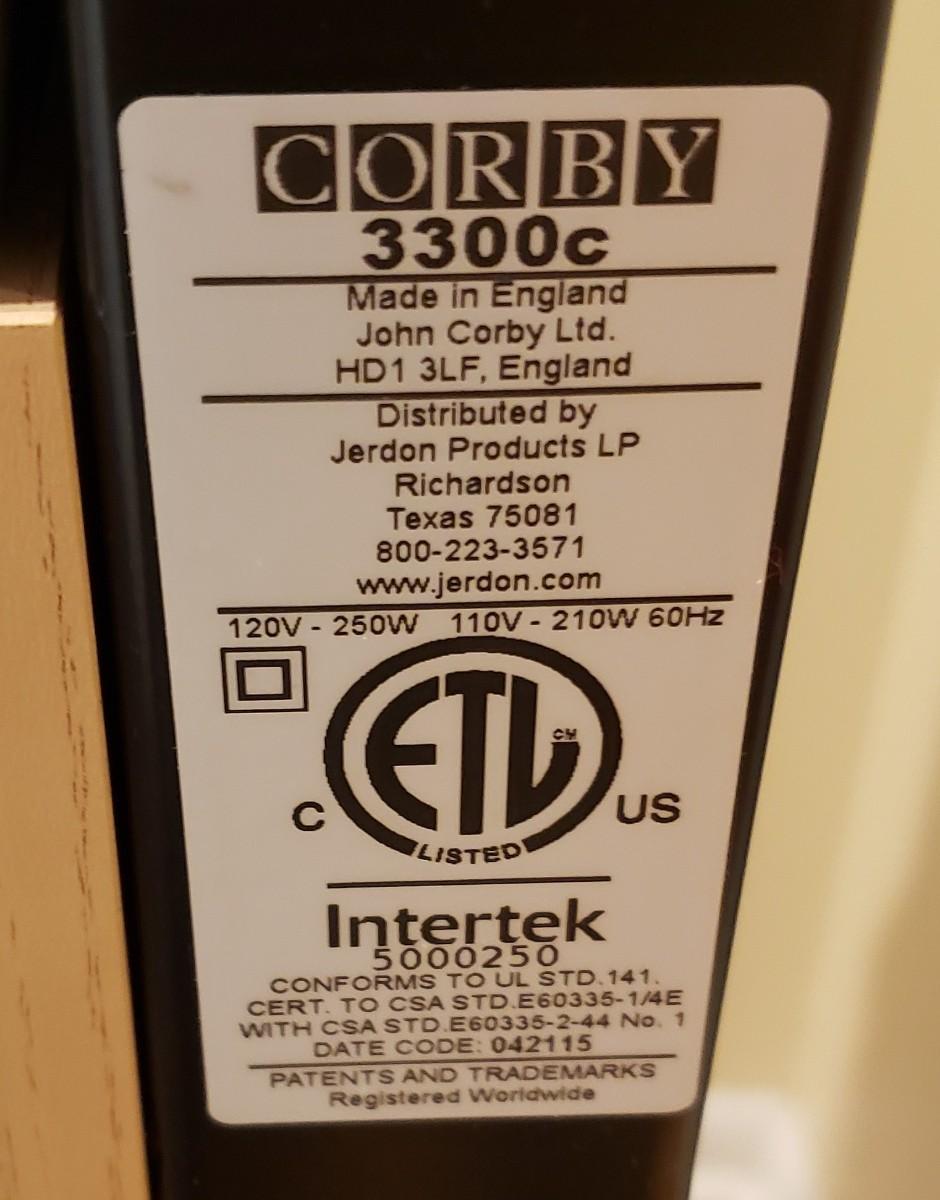 CORBY
3300c
Made in England
John Corby Ltd.
HD1 3LF, England
Distributed by
Jerdon Products LP
Richardson
Texas 75081
800-223-3571
www.jerdon.com
120V - 250W 110V - 210W 60Hz
ETL CM
C US
LISTED
Intertek
5000250
CONFORMS TO UL STD.141.
CERT. TO CSA STD.E60335-1/4E
WITH CSA STD.E60335-2-44 No. 1
DATE CODE: 042115
PATENTS AND TRADEMARKS
Registered Worldwide